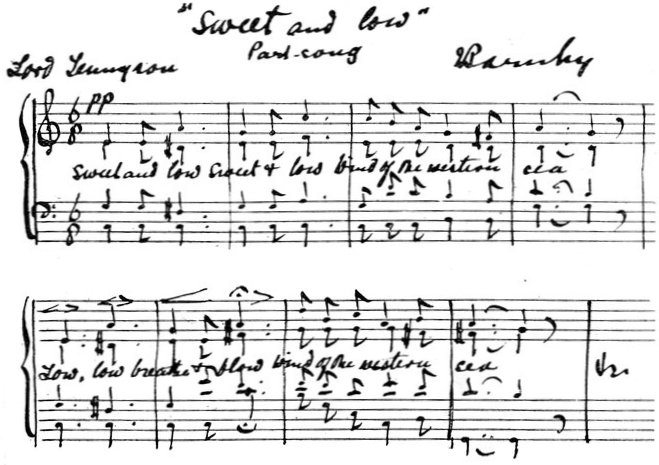 "Sweet and low"
Part-song
Lord Tennyson
J Barnby
pp
Sweet and low Sweet & low Wind of the western sea
Low, low breathe & blow Wind of the western sea